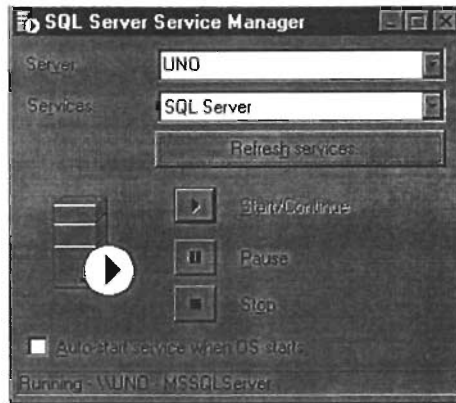 SQL Server Service Manager
Server: UNO
Services: SQL Server
Refresh services...
Start/Continue
Pause
Stop
Auto-start service when OS starts
Running - \\UNO - MSSQLServer